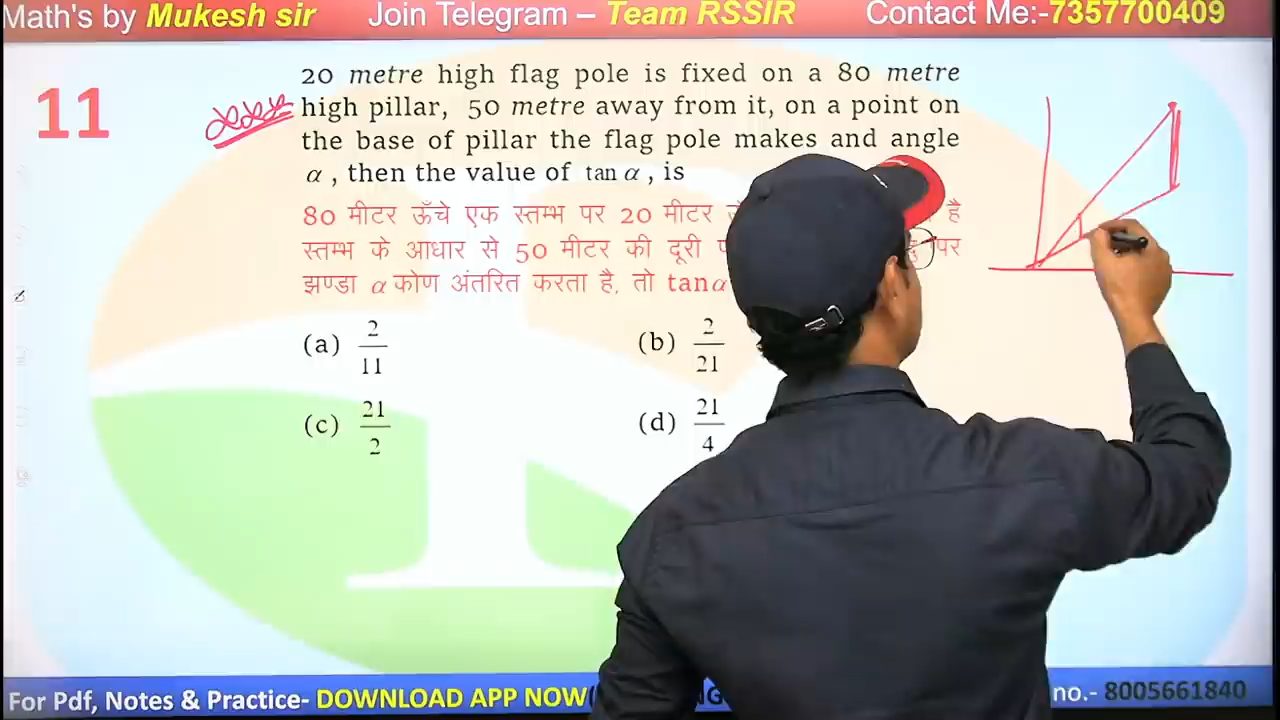 Math's by Mukesh sir Join Telegram – Team RSSIR Contact Me:-7357700409
11
20 metre high flag pole is fixed on a 80 metre
high pillar, 50 metre away from it, on a point on
the base of pillar the flag pole makes and angle
α , then the value of tan α , is
80 मीटर ऊँचे एक स्तम्भ पर 20 मीटर है
स्तम्भ के आधार से 50 मीटर की दूरी पर
झण्डा α कोण अंतरित करता है, तो tanα
(a) 2/11
(b) 2/21
(c) 21/2
(d) 21/4
For Pdf, Notes & Practice- DOWNLOAD APP NOW( no.- 8005661840